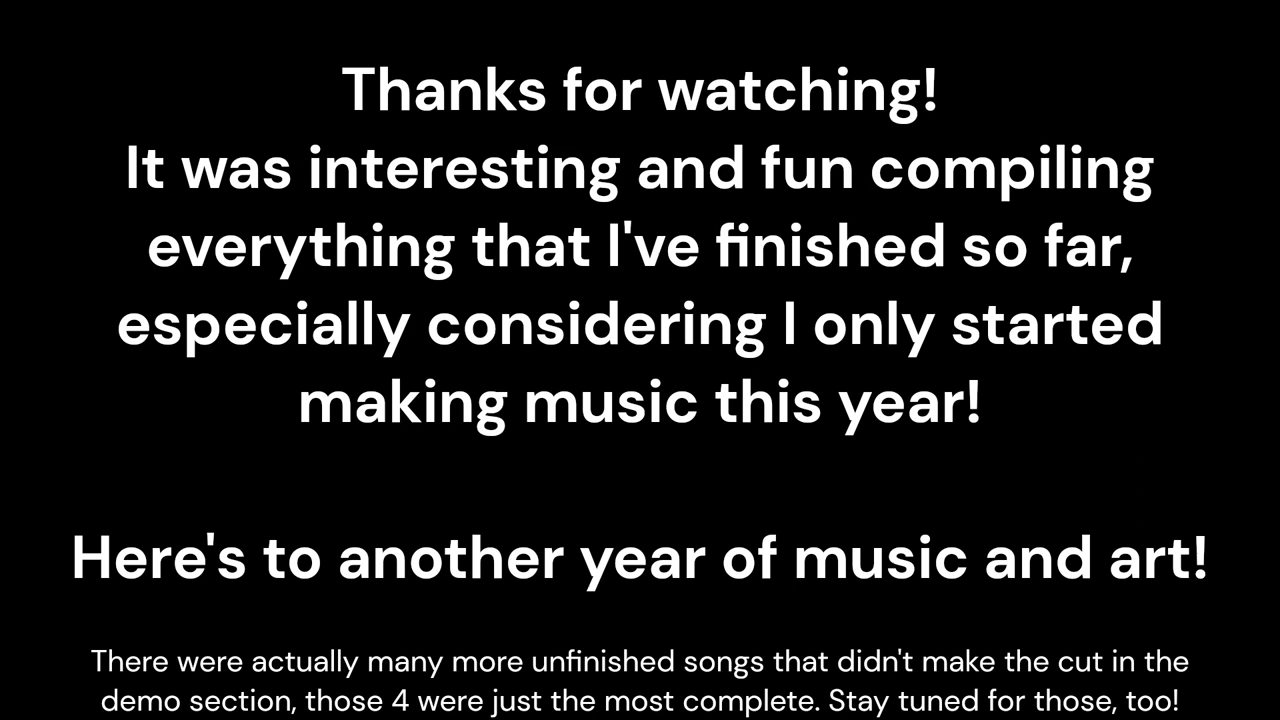 Thanks for watching!
It was interesting and fun compiling
everything that I've finished so far,
especially considering I only started
making music this year!
Here's to another year of music and art!
There were actually many more unfinished songs that didn't make the cut in the
demo section, those 4 were just the most complete. Stay tuned for those, too!